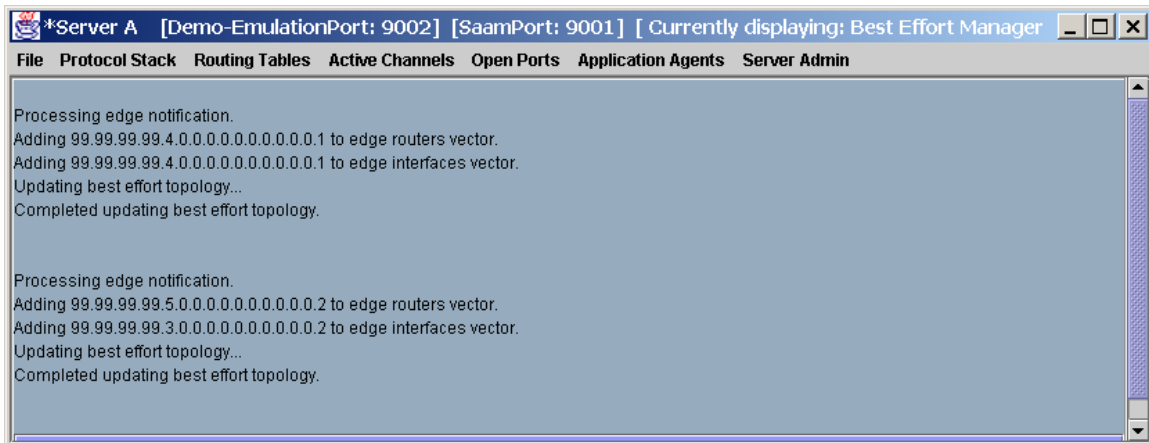 *Server A [Demo-EmulationPort: 9002] [SaamPort: 9001] [ Currently displaying: Best Effort Manager
File Protocol Stack Routing Tables Active Channels Open Ports Application Agents Server Admin
Processing edge notification.
Adding 99.99.99.99.4.0.0.0.0.0.0.0.0.0.0.1 to edge routers vector.
Adding 99.99.99.99.4.0.0.0.0.0.0.0.0.0.0.1 to edge interfaces vector.
Updating best effort topology...
Completed updating best effort topology.
Processing edge notification.
Adding 99.99.99.99.5.0.0.0.0.0.0.0.0.0.0.2 to edge routers vector.
Adding 99.99.99.99.3.0.0.0.0.0.0.0.0.0.0.2 to edge interfaces vector.
Updating best effort topology...
Completed updating best effort topology.